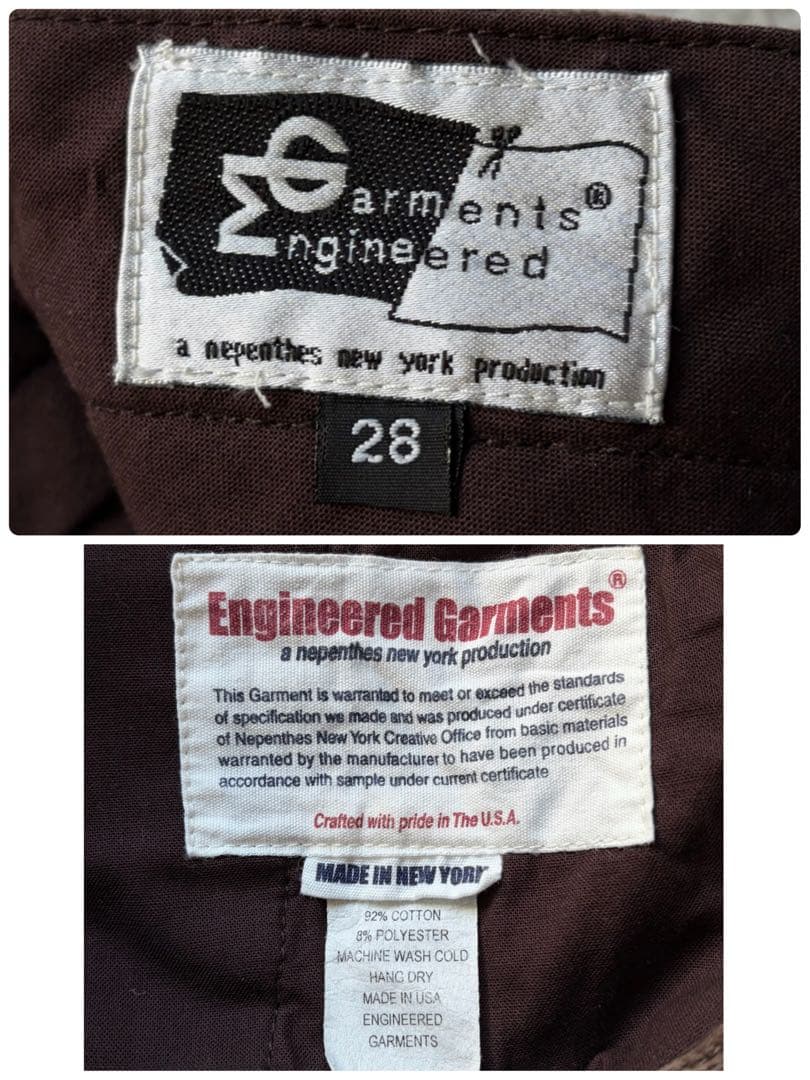 Garments®
Engineered
a nepenthes new york production
28
Engineered Garments®
a nepenthes new york production
This Garment is warranted to meet or exceed the standards
of specification we made and was produced under certificate
of Nepenthes New York Creative Office from basic materials
warranted by the manufacturer to have been produced in
accordance with sample under current certificate
Crafted with pride in The U.S.A.
MADE IN NEW YORK
92% COTTON
8% POLYESTER
MACHINE WASH COLD
HANG DRY
MADE IN USA
ENGINEERED
GARMENTS